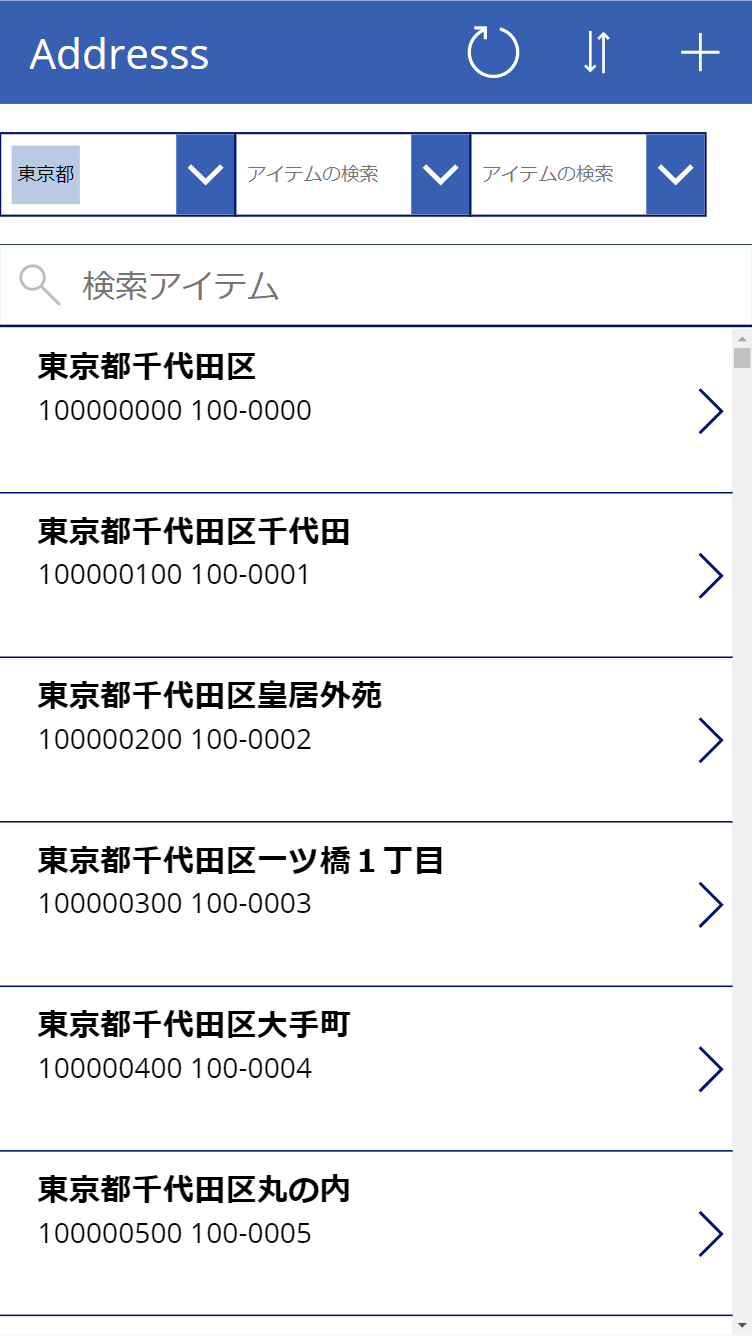 Addresss
東京都 アイテムの検索 アイテムの検索
検索アイテム
東京都千代田区
100000000 100-0000
東京都千代田区千代田
100000100 100-0001
東京都千代田区皇居外苑
100000200 100-0002
東京都千代田区一ツ橋１丁目
100000300 100-0003
東京都千代田区大手町
100000400 100-0004
東京都千代田区丸の内
100000500 100-0005